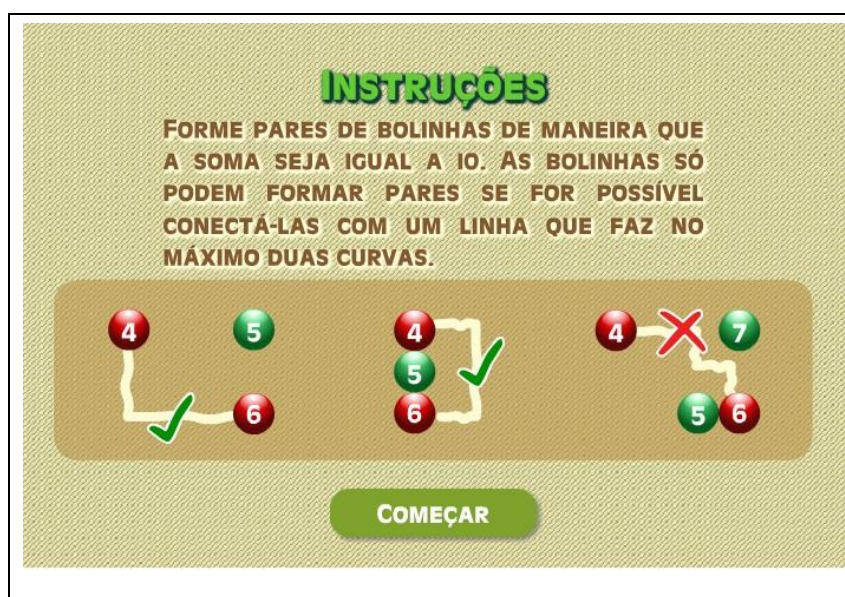 INSTRUÇÕES
FORME PARES DE BOLINHAS DE MANEIRA QUE
A SOMA SEJA IGUAL A 10. AS BOLINHAS SÓ
PODEM FORMAR PARES SE FOR POSSÍVEL
CONECTÁ-LAS COM UM LINHA QUE FAZ NO
MÁXIMO DUAS CURVAS.
4 5 4 4 7
5
6 6 5 6
COMEÇAR